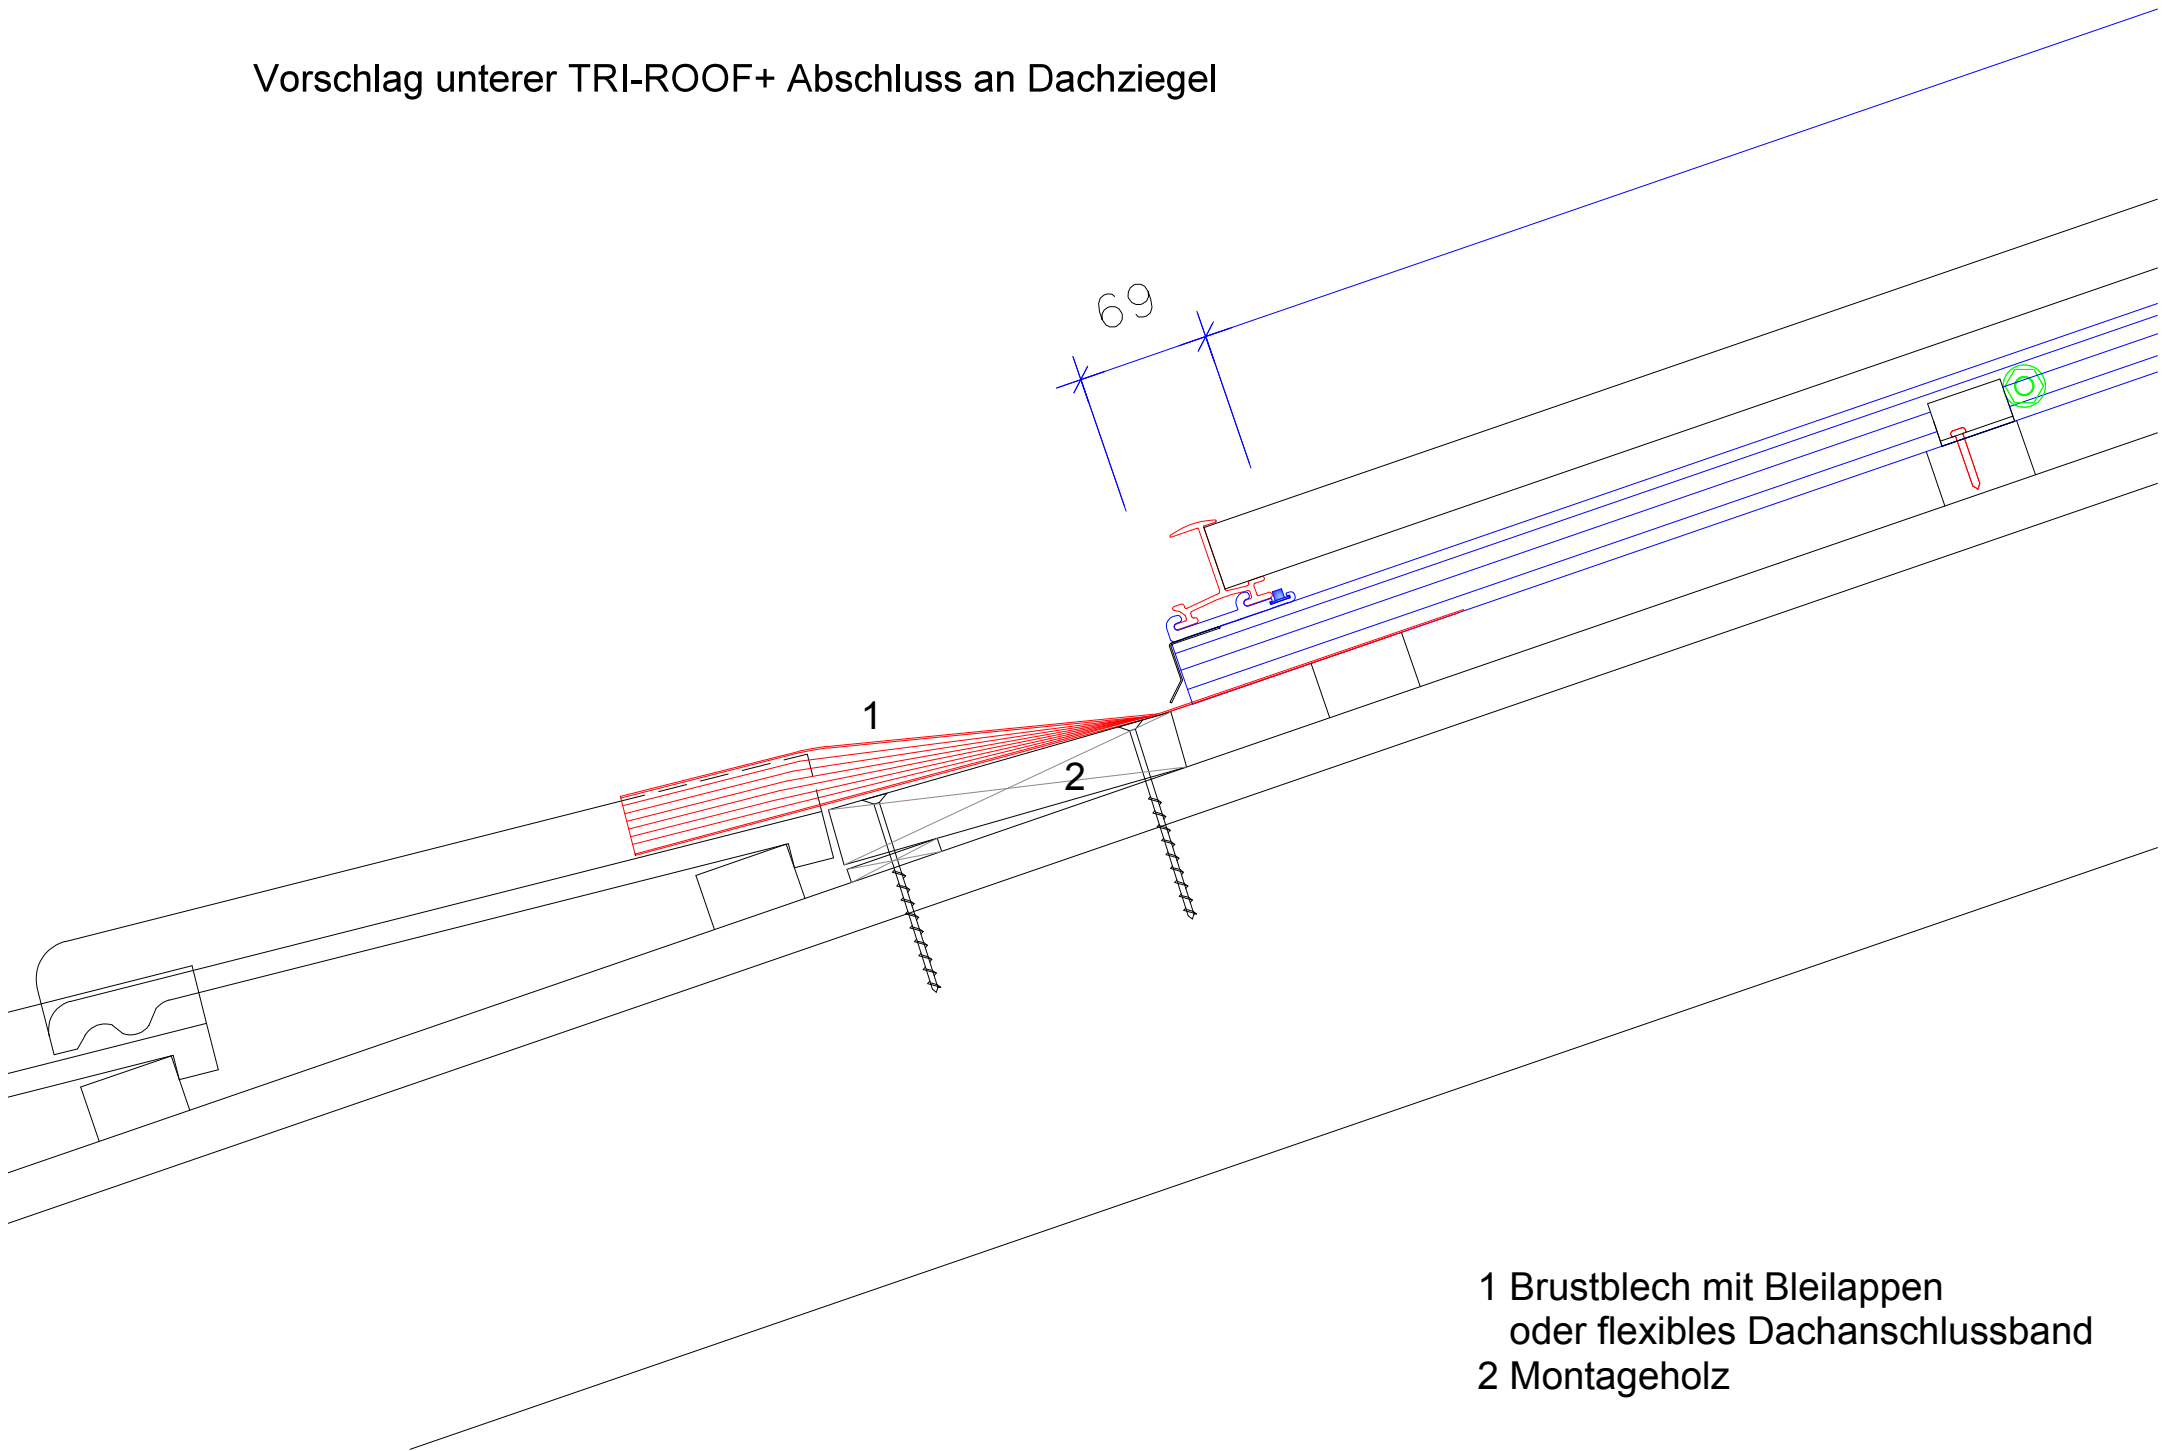 Vorschlag unterer TRI-ROOF+ Abschluss an Dachziegel
69
1
2
1 Brustblech mit Bleilappen
oder flexibles Dachanschlussband
2 Montageholz